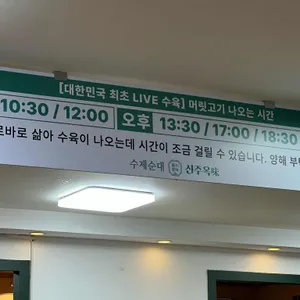 [대한민국 최초 LIVE 수육] 머릿고기 나오는 시간
10:30 / 12:00 오후 13:30 / 17:00 / 18:30
로바로 삶아 수육이 나오는데 시간이 조금 걸릴 수 있습니다. 양해 부
수제순대 신주옥